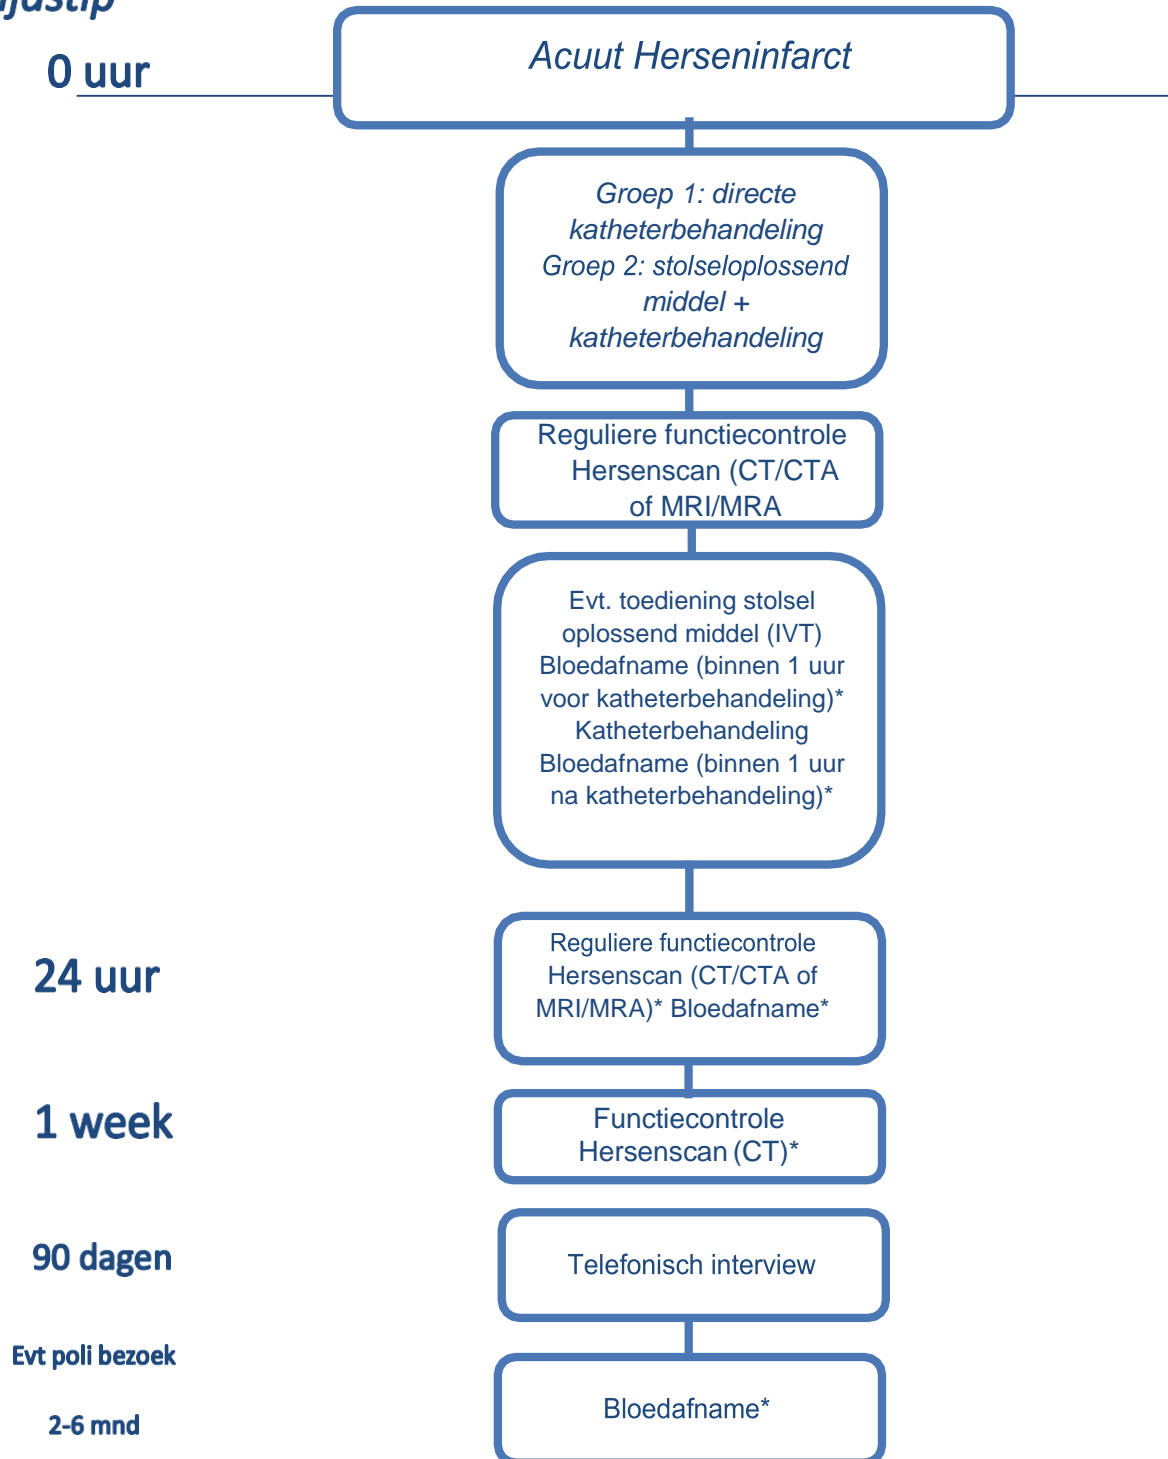 0 uur
Acuut Herseninfarct
Groep 1: directe
katheterbehandeling
Groep 2: stolseloplossend
middel +
katheterbehandeling
Reguliere functiecontrole
Hersenscan (CT/CTA
of MRI/MRA
Evt. toediening stolsel
oplossend middel (IVT)
Bloedafname (binnen 1 uur
voor katheterbehandeling)*
Katheterbehandeling
Bloedafname (binnen 1 uur
na katheterbehandeling)*
24 uur
Reguliere functiecontrole
Hersenscan (CT/CTA of
MRI/MRA)* Bloedafname*
1 week
Functiecontrole
Hersenscan (CT)*
90 dagen
Telefonisch interview
Evt poli bezoek
2-6 mnd
Bloedafname*